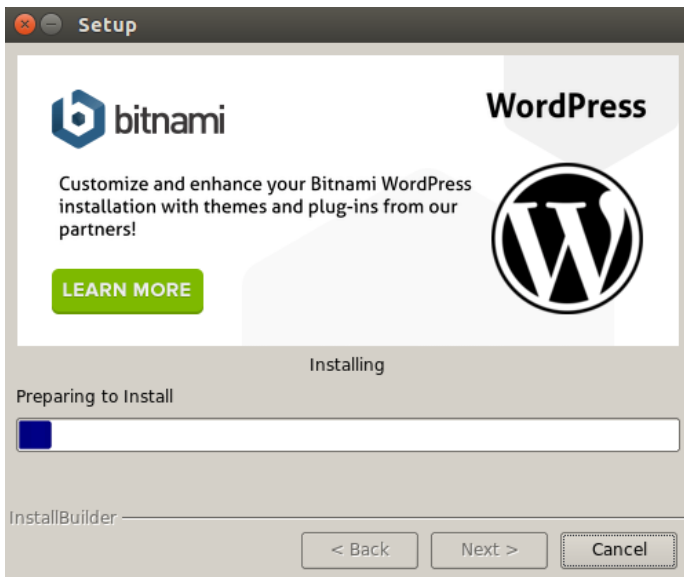 Setup
bitnami
WordPress
Customize and enhance your Bitnami WordPress
installation with themes and plug-ins from our
partners!
LEARN MORE
Installing
Preparing to Install
InstallBuilder
< Back
Next >
Cancel